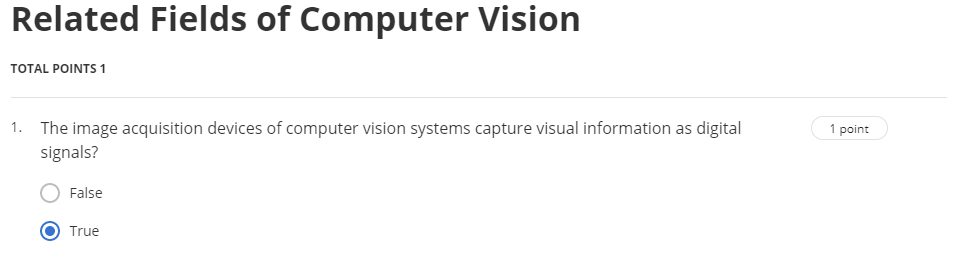 Related Fields of Computer Vision
TOTAL POINTS 1
1. The image acquisition devices of computer vision systems capture visual information as digital
signals?
1 point
False
True